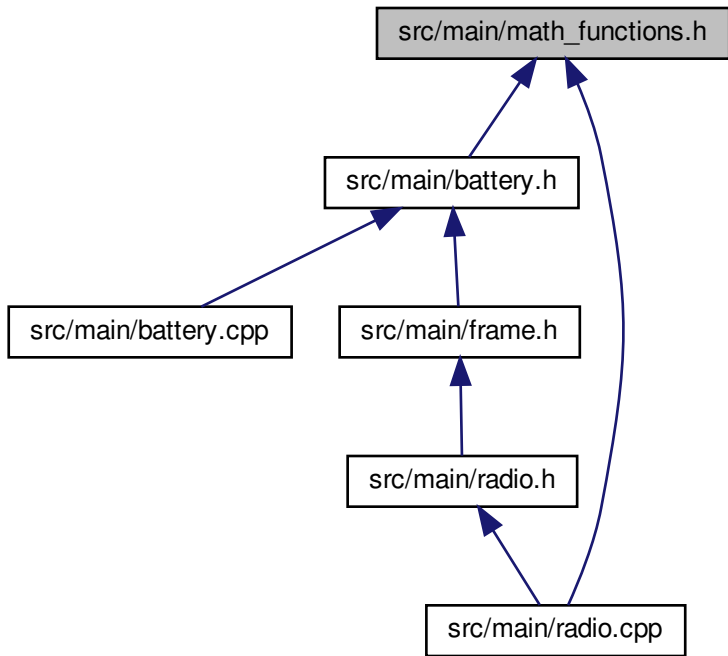 src/main/math_functions.h
src/main/battery.h
src/main/battery.cpp
src/main/frame.h
src/main/radio.h
src/main/radio.cpp